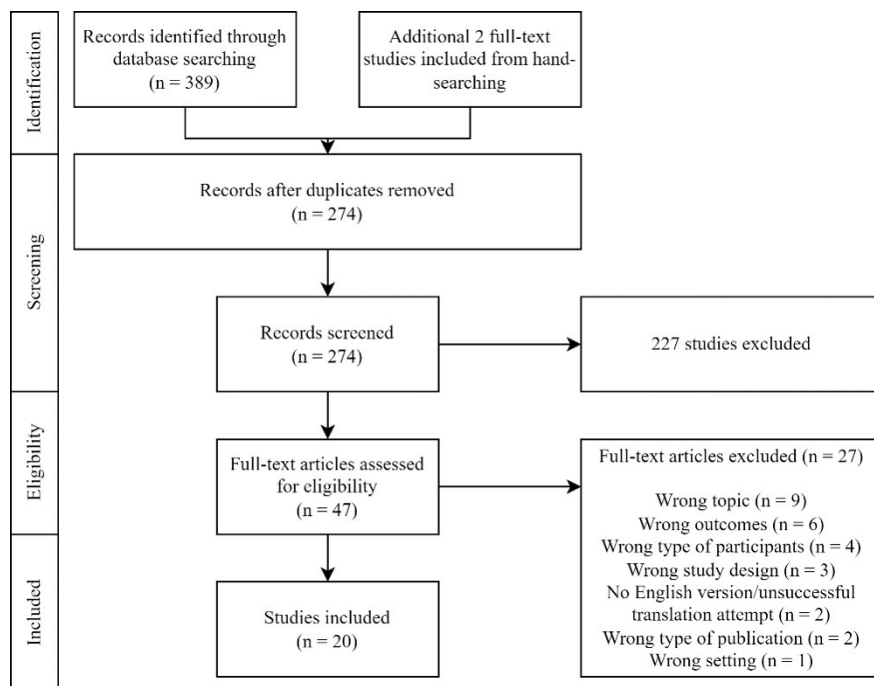 Identification
Records identified through
database searching
(n = 389)
Additional 2 full-text
studies included from hand-
searching
Screening
Records after duplicates removed
(n = 274)
Records screened
(n = 274)
227 studies excluded
Eligibility
Full-text articles assessed
for eligibility
(n = 47)
Full-text articles excluded (n = 27)
Wrong topic (n = 9)
Wrong outcomes (n = 6)
Wrong type of participants (n = 4)
Wrong study design (n = 3)
No English version/unsuccessful
translation attempt (n = 2)
Wrong type of publication (n = 2)
Wrong setting (n = 1)
Included
Studies included
(n = 20)